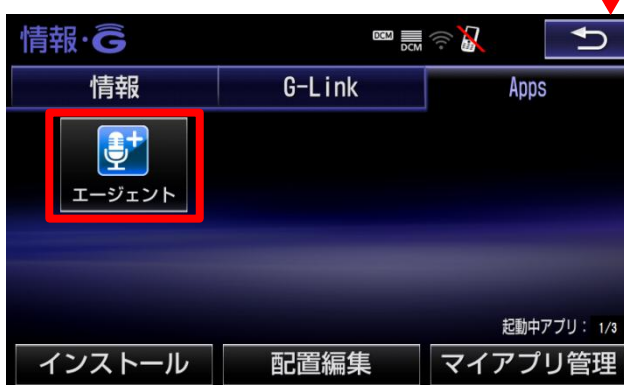 情報・G
DCM
DCM
情報
G-Link
Apps
エージェント
起動中アプリ: 1/3
インストール
配置編集
マイアプリ管理